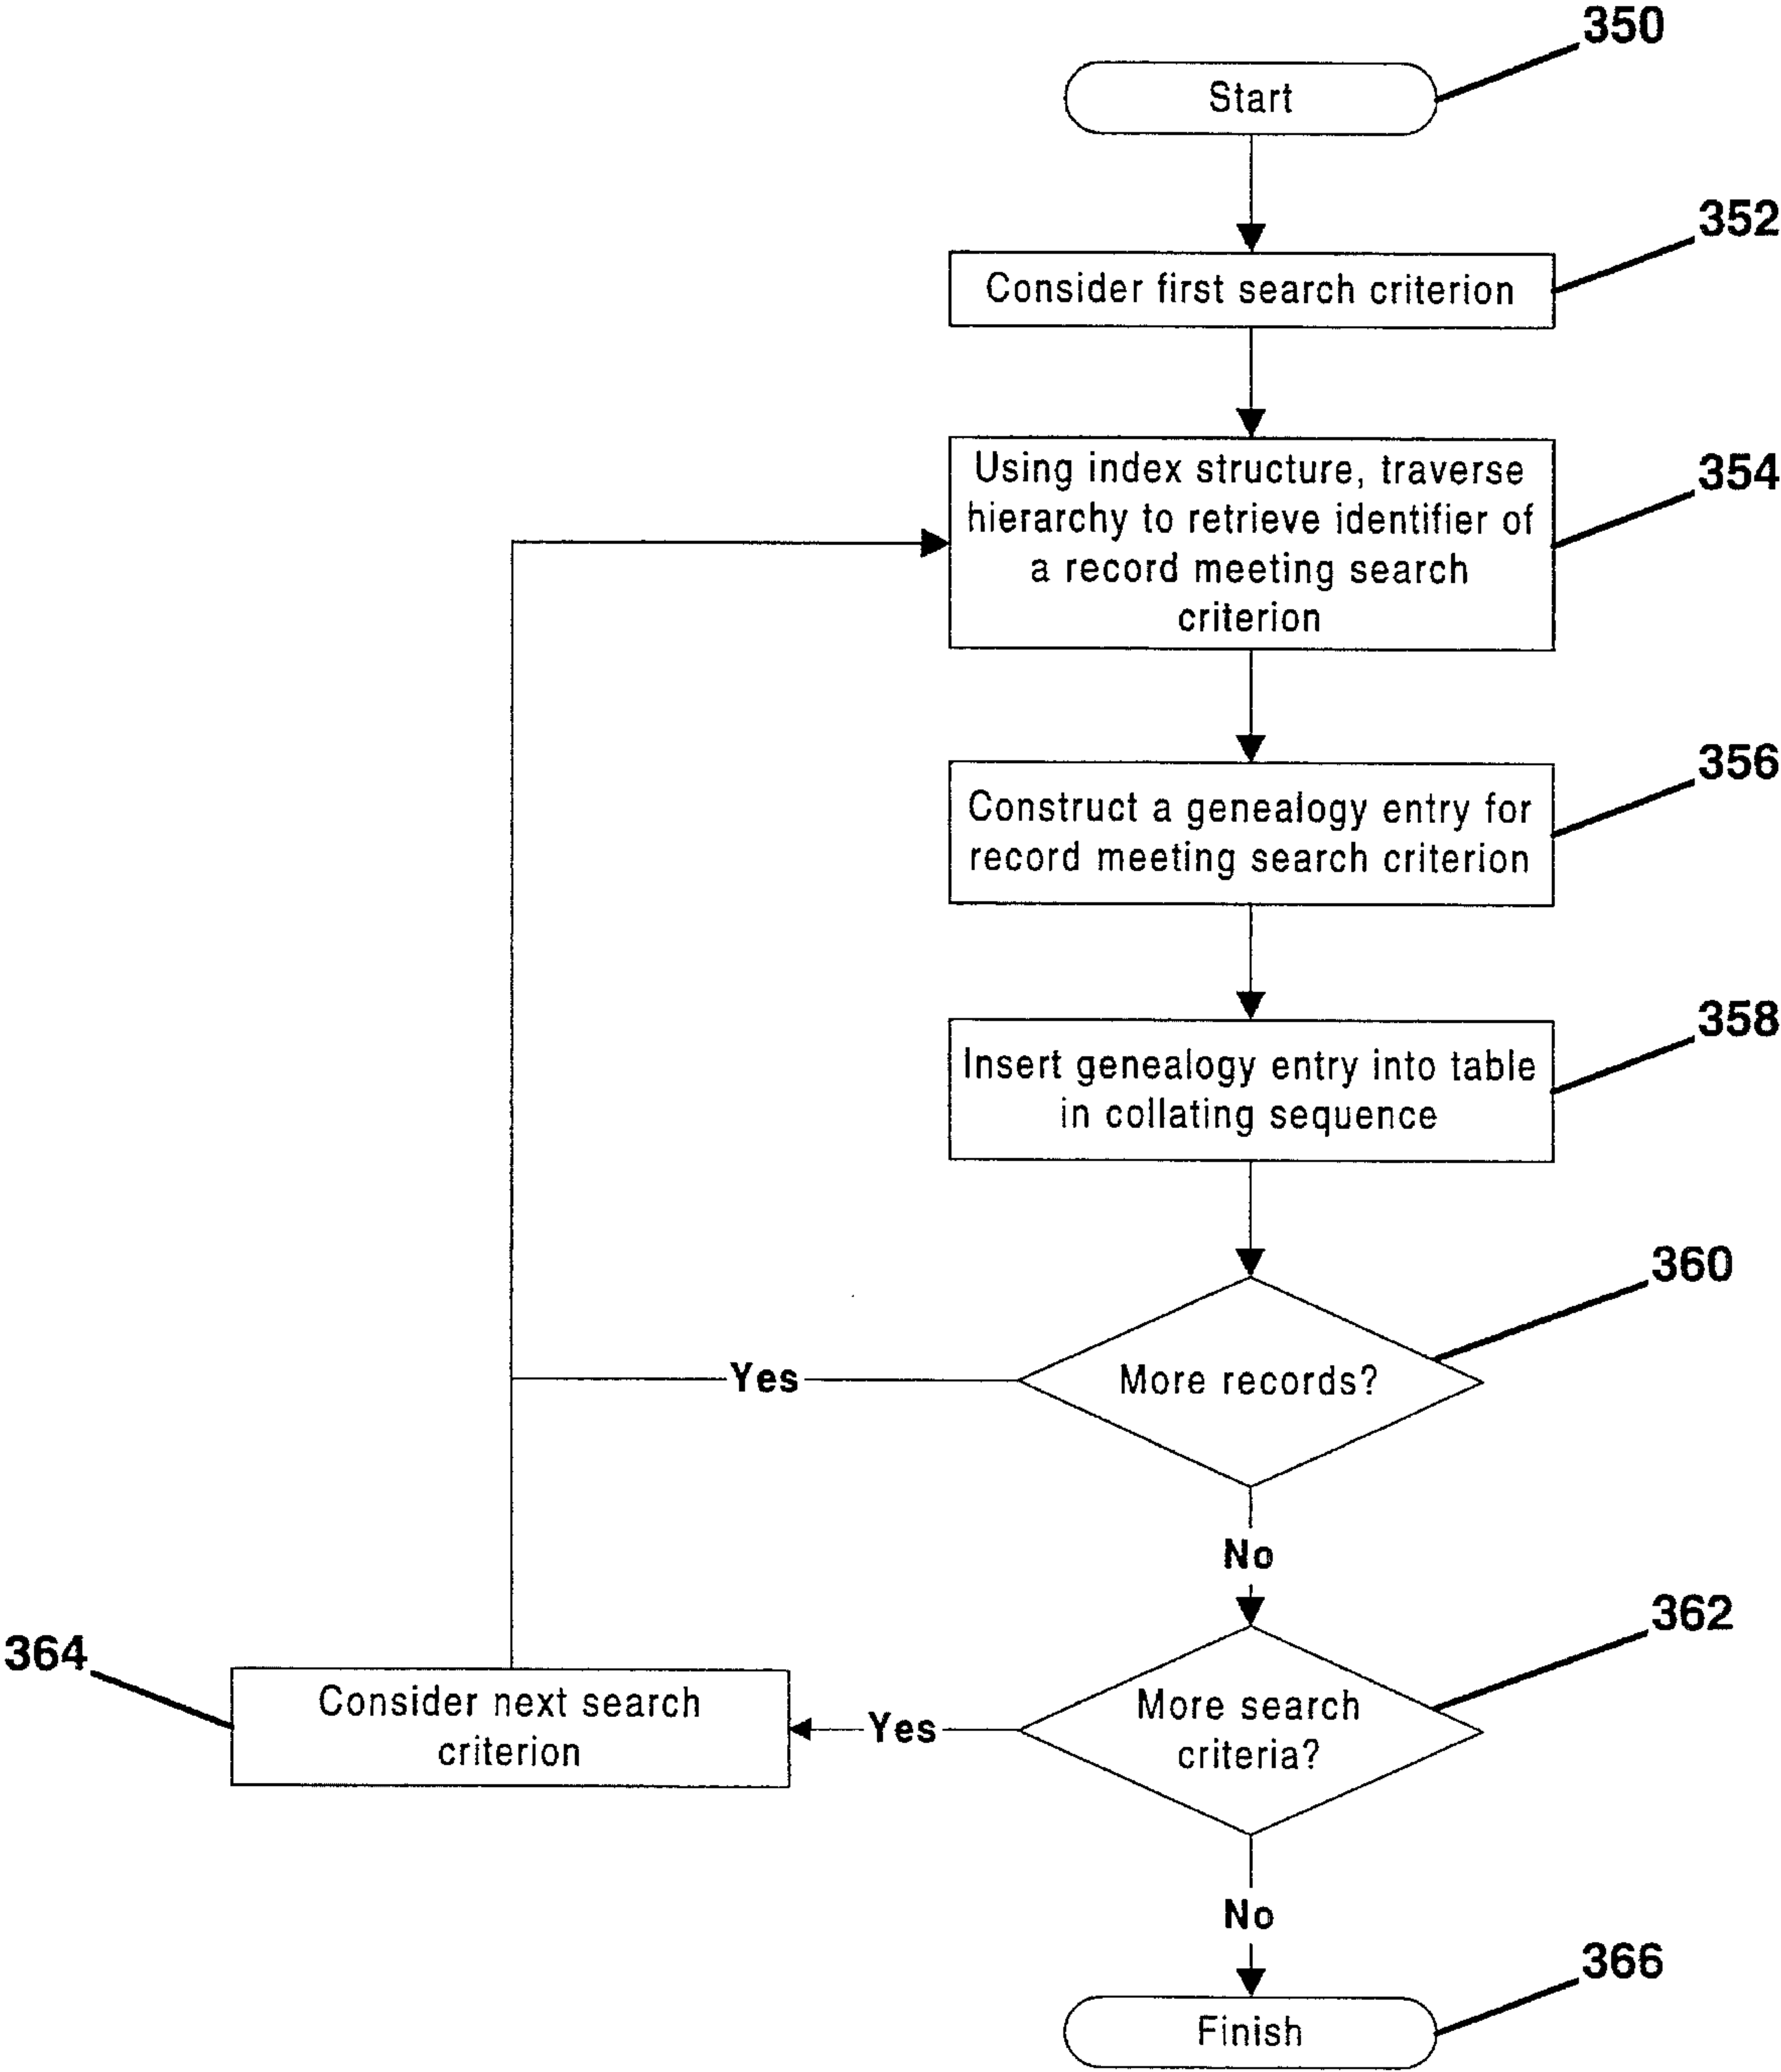 350
Start
352
Consider first search criterion
354
Using index structure, traverse
hierarchy to retrieve identifier of
a record meeting search
criterion
356
Construct a genealogy entry for
record meeting search criterion
358
Insert genealogy entry into table
in collating sequence
360
More records?
Yes
No
362
More search
criteria?
Yes
364
Consider next search
criterion
No
366
Finish